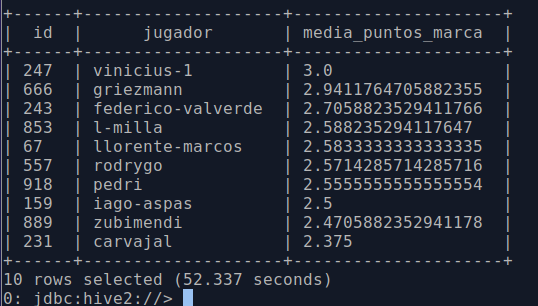 +------+---------------------+---------------------+
| id | jugador | media_puntos_marca |
+------+---------------------+---------------------+
| 247 | vinicius-1 | 3.0 |
| 666 | griezmann | 2.9411764705882355 |
| 243 | federico-valverde | 2.7058823529411766 |
| 853 | l-milla | 2.588235294117647 |
| 67 | llorente-marcos | 2.5833333333333335 |
| 557 | rodrygo | 2.5714285714285716 |
| 918 | pedri | 2.5555555555555554 |
| 159 | iago-aspas | 2.5 |
| 889 | zubimendi | 2.4705882352941178 |
| 231 | carvajal | 2.375 |
+------+---------------------+---------------------+
10 rows selected (52.337 seconds)
0: jdbc:hive2://>